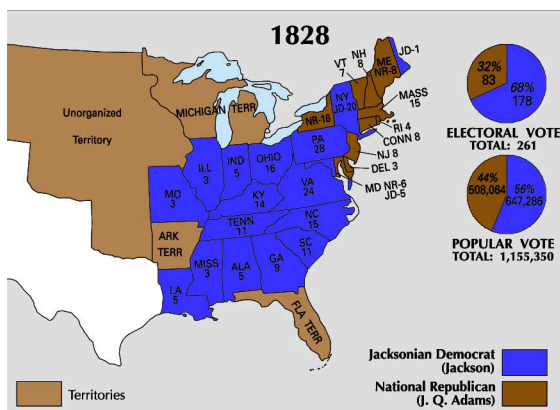 1828
Unorganized
Territory
MICHIGAN TERR
ARK
TERR
FLA TERR
MO
3
ILL
3
IND
5
OHIO
16
KY
14
TENN
11
MISS
3
ALA
5
GA
9
LA
5
SC
11
NC
15
VA
24
PA
28
NY
JD-20
NR-16
VT
7
NH
8
ME
NR-8
JD-1
MASS
15
RI 4
CONN 8
NJ 8
DEL 3
MD NR-6
JD-5
32%
83
68%
178
ELECTORAL VOTE
TOTAL: 261
44%
508,064
56%
647,286
POPULAR VOTE
TOTAL: 1,155,350
Territories
Jacksonian Democrat
(Jackson)
National Republican
(J. Q. Adams)